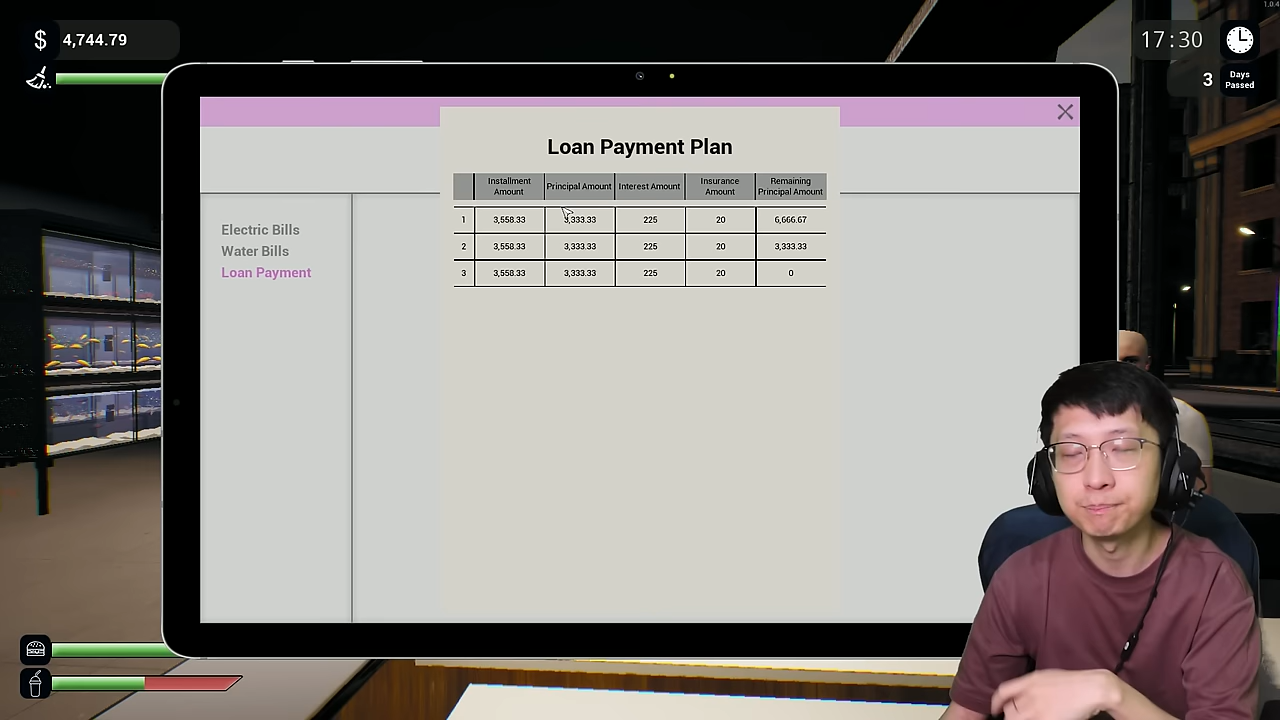 1.0.4
$ 4,744.79
17:30
3 Days Passed
Loan Payment Plan
Installment Amount Principal Amount Interest Amount Insurance Amount Remaining Principal Amount
1 3,558.33 3,333.33 225 20 6,666.67
2 3,558.33 3,333.33 225 20 3,333.33
3 3,558.33 3,333.33 225 20 0
Electric Bills
Water Bills
Loan Payment